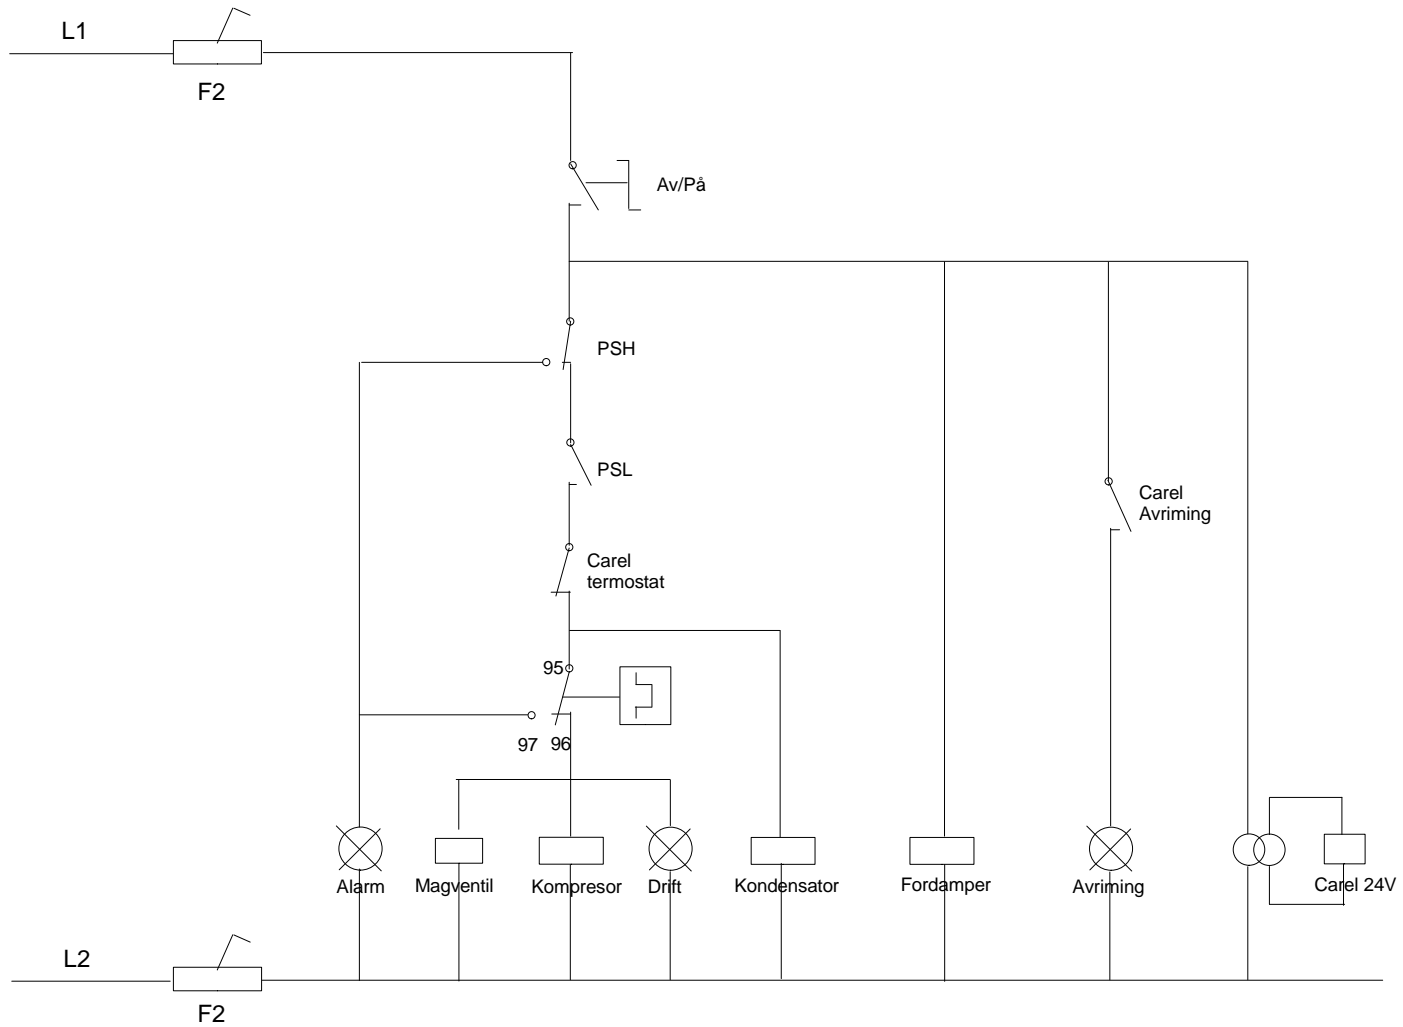 L1
F2
Av/På
PSH
PSL
Carel
Avriming
Carel
termostat
95
97 96
Alarm
Magventil
Kompresor
Drift
Kondensator
Fordamper
Avriming
Carel 24V
L2
F2